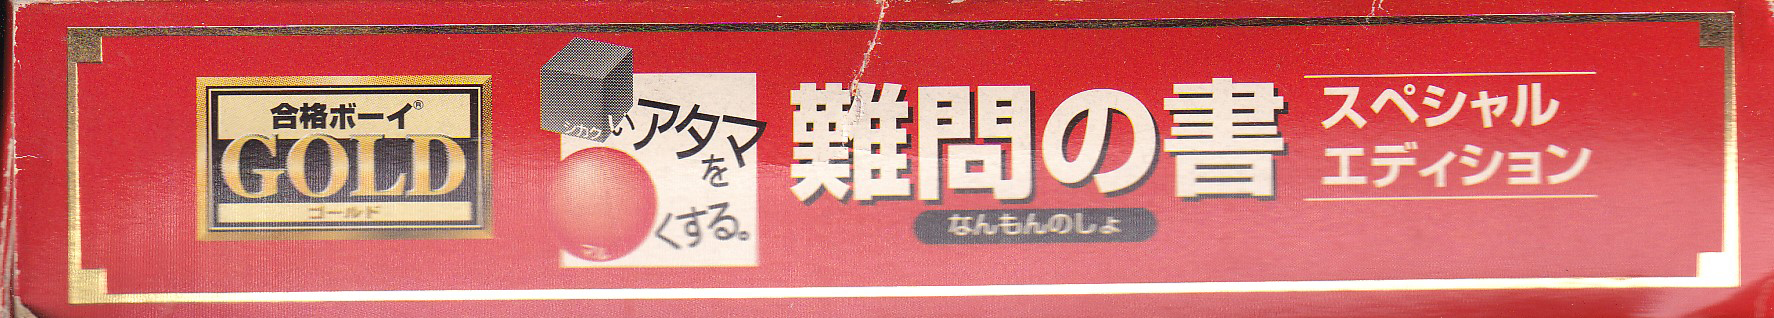 合格ボーイ®
GOLD
ゴールド
シカクいアタマ
を
マルくする。
難問の書
なんもんのしょ
スペシャル
エディション